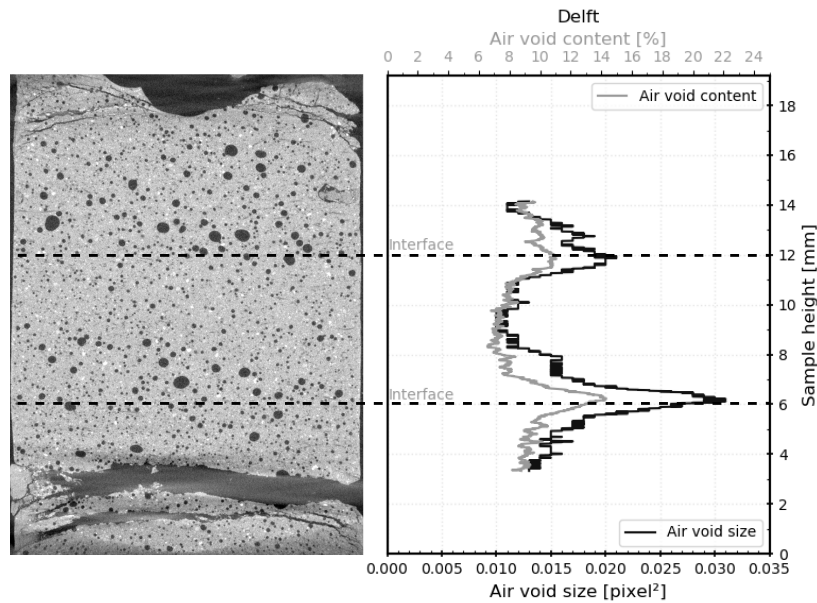 Delft
Air void content [%]
0 2 4 6 8 10 12 14 16 18 20 22 24
Air void content
18
16
14
Interface
12
10
8
Interface
6
4
2
Air void size
0
Sample height [mm]
0.000 0.005 0.010 0.015 0.020 0.025 0.030 0.035
Air void size [pixel²]